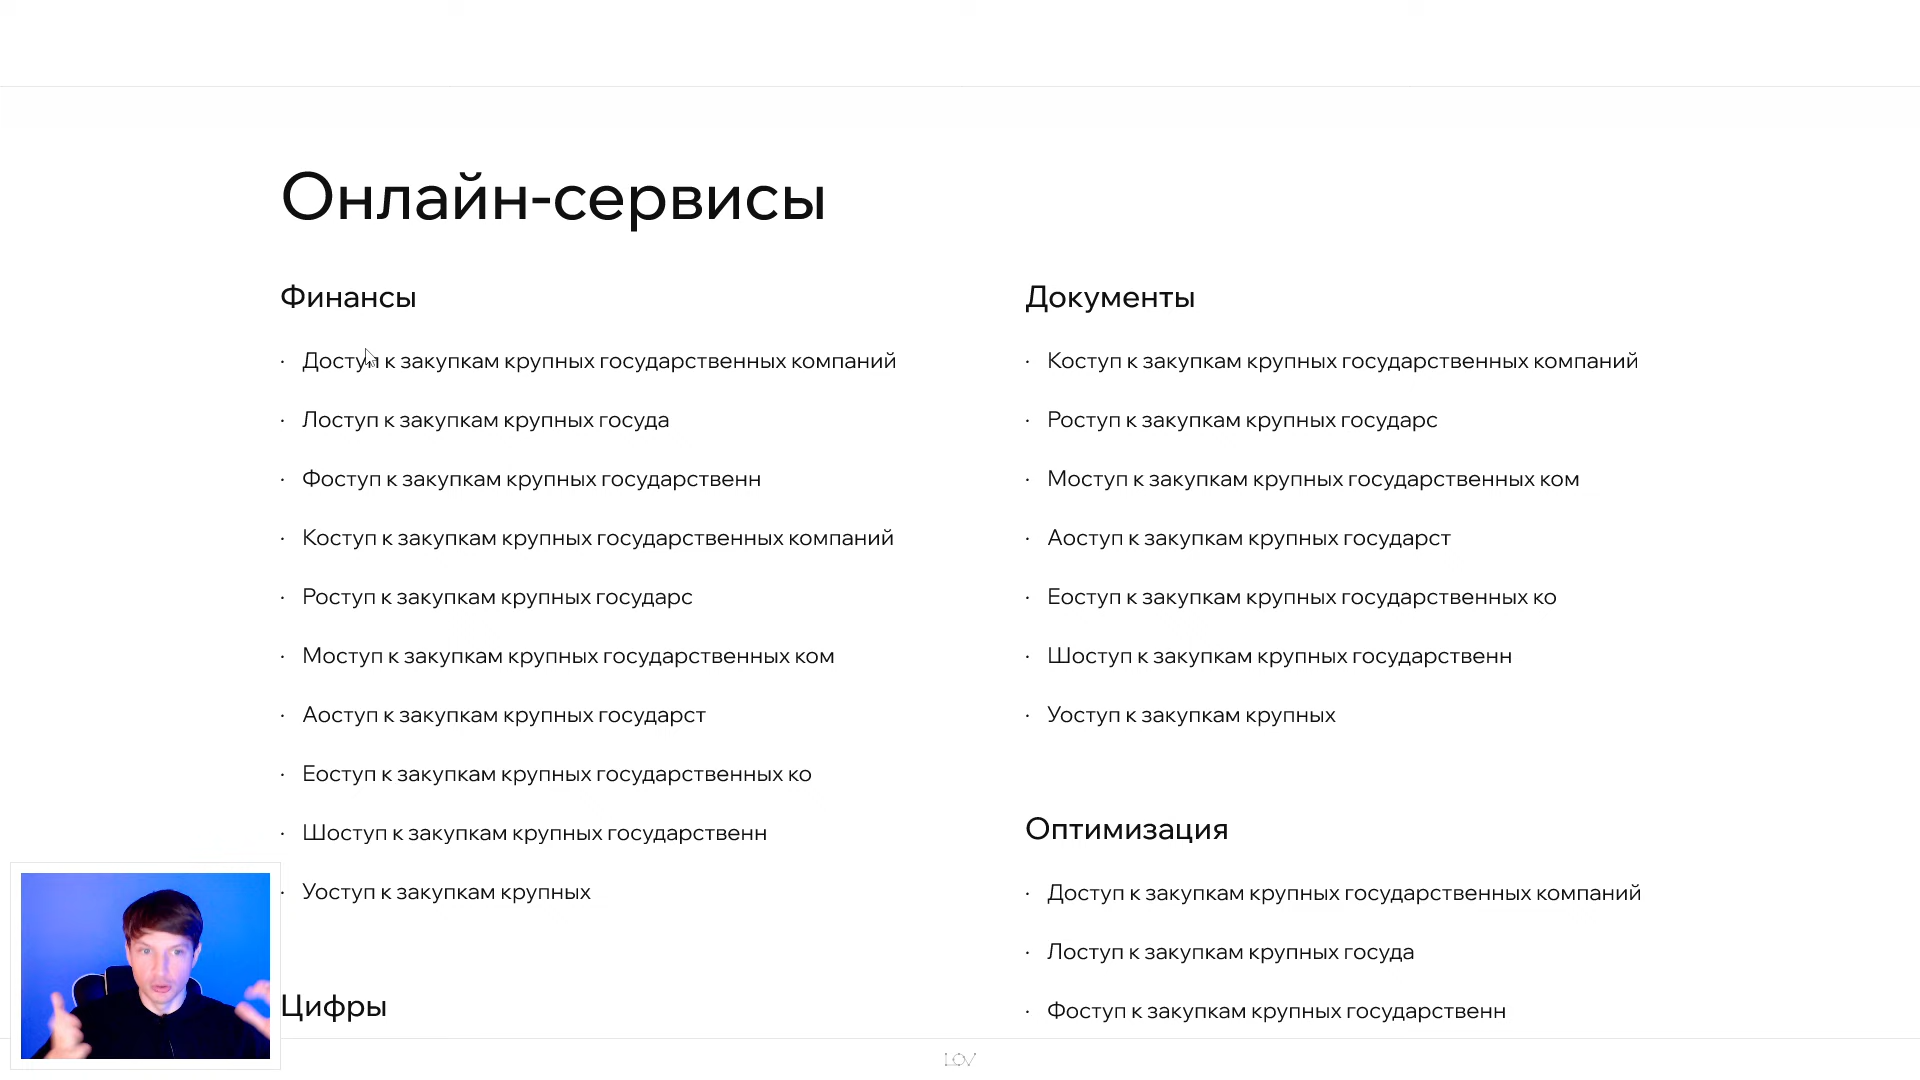 Онлайн-сервисы
Финансы
· Доступ к закупкам крупных государственных компаний
· Лоступ к закупкам крупных госуда
· Фоступ к закупкам крупных государственн
· Коступ к закупкам крупных государственных компаний
· Роступ к закупкам крупных государс
· Моступ к закупкам крупных государственных ком
· Аоступ к закупкам крупных государст
· Еоступ к закупкам крупных государственных ко
· Шоступ к закупкам крупных государственн
· Уоступ к закупкам крупных
Цифры
Документы
· Коступ к закупкам крупных государственных компаний
· Роступ к закупкам крупных государс
· Моступ к закупкам крупных государственных ком
· Аоступ к закупкам крупных государст
· Еоступ к закупкам крупных государственных ко
· Шоступ к закупкам крупных государственн
· Уоступ к закупкам крупных
Оптимизация
· Доступ к закупкам крупных государственных компаний
· Лоступ к закупкам крупных госуда
· Фоступ к закупкам крупных государственн
LOV